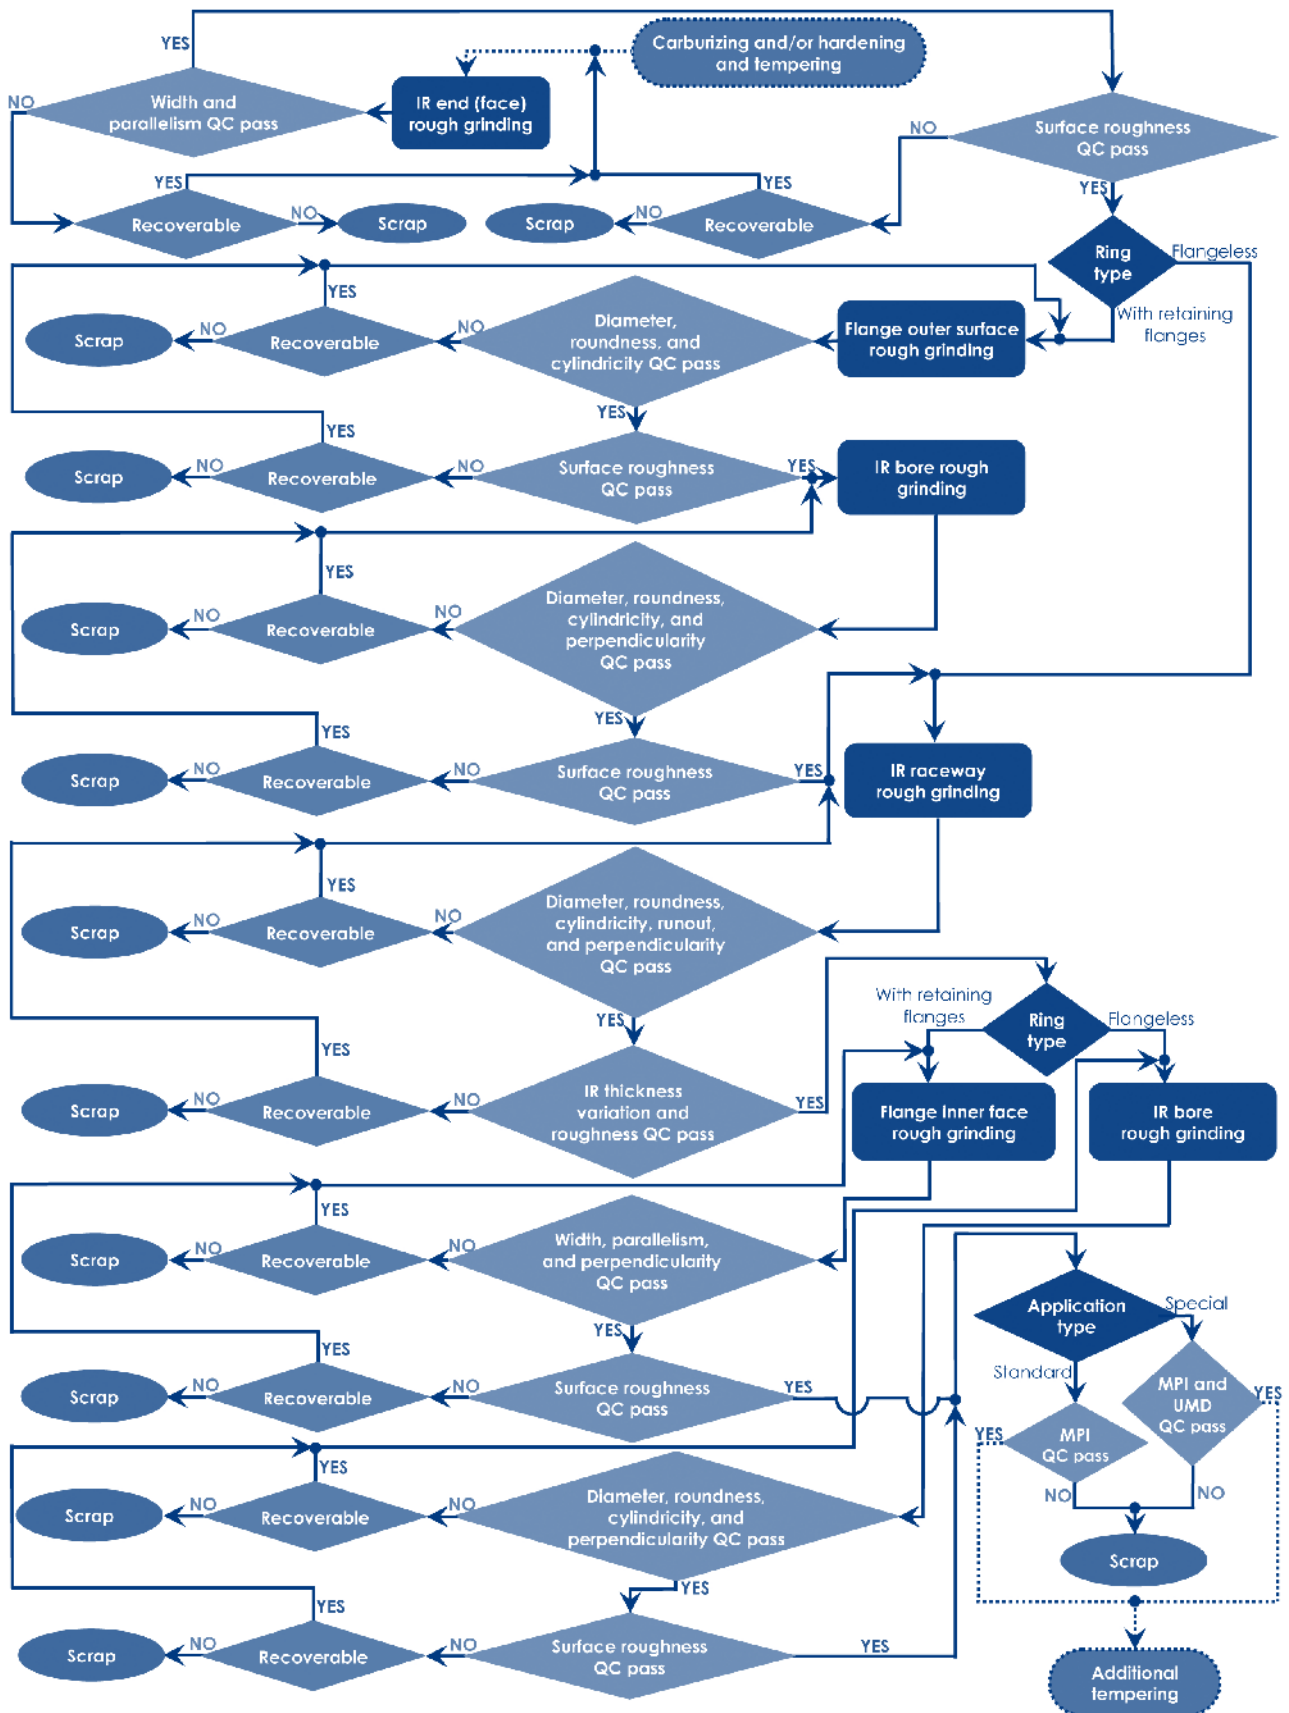 YES
Carburizing and/or hardening
and tempering
NO
Width and
parallelism QC pass
IR end (face)
rough grinding
Surface roughness
QC pass
NO
YES
YES
Recoverable
NO
Scrap
Scrap
NO
YES
Recoverable
Ring
type
Flangeless
With retaining
flanges
YES
Scrap
NO
Recoverable
NO
Diameter,
roundness, and
cylindricity QC pass
Flange outer surface
rough grinding
YES
YES
Scrap
NO
Recoverable
NO
Surface roughness
QC pass
YES
IR bore rough
grinding
YES
Scrap
NO
Recoverable
NO
Diameter, roundness,
cylindricity, and
perpendicularity
QC pass
YES
YES
Scrap
NO
Recoverable
NO
Surface roughness
QC pass
YES
IR raceway
rough grinding
YES
Scrap
NO
Recoverable
NO
Diameter, roundness,
cylindricity, runout,
and perpendicularity
QC pass
YES
With retaining
flanges
Ring
type
Flangeless
YES
Scrap
NO
Recoverable
NO
IR thickness
variation and
roughness QC pass
YES
Flange Inner face
rough grinding
IR bore
rough grinding
YES
Scrap
NO
Recoverable
NO
Width, parallelism,
and perpendicularity
QC pass
YES
Application
type
Special
Standard
YES
Scrap
NO
Recoverable
NO
Surface roughness
QC pass
YES
MPI and
UMD
QC pass
YES
YES
MPI
QC pass
NO
NO
YES
Scrap
NO
Recoverable
NO
Diameter, roundness,
cylindricity, and
perpendicularity QC pass
Scrap
YES
YES
Scrap
NO
Recoverable
NO
Surface roughness
QC pass
YES
Additional
tempering